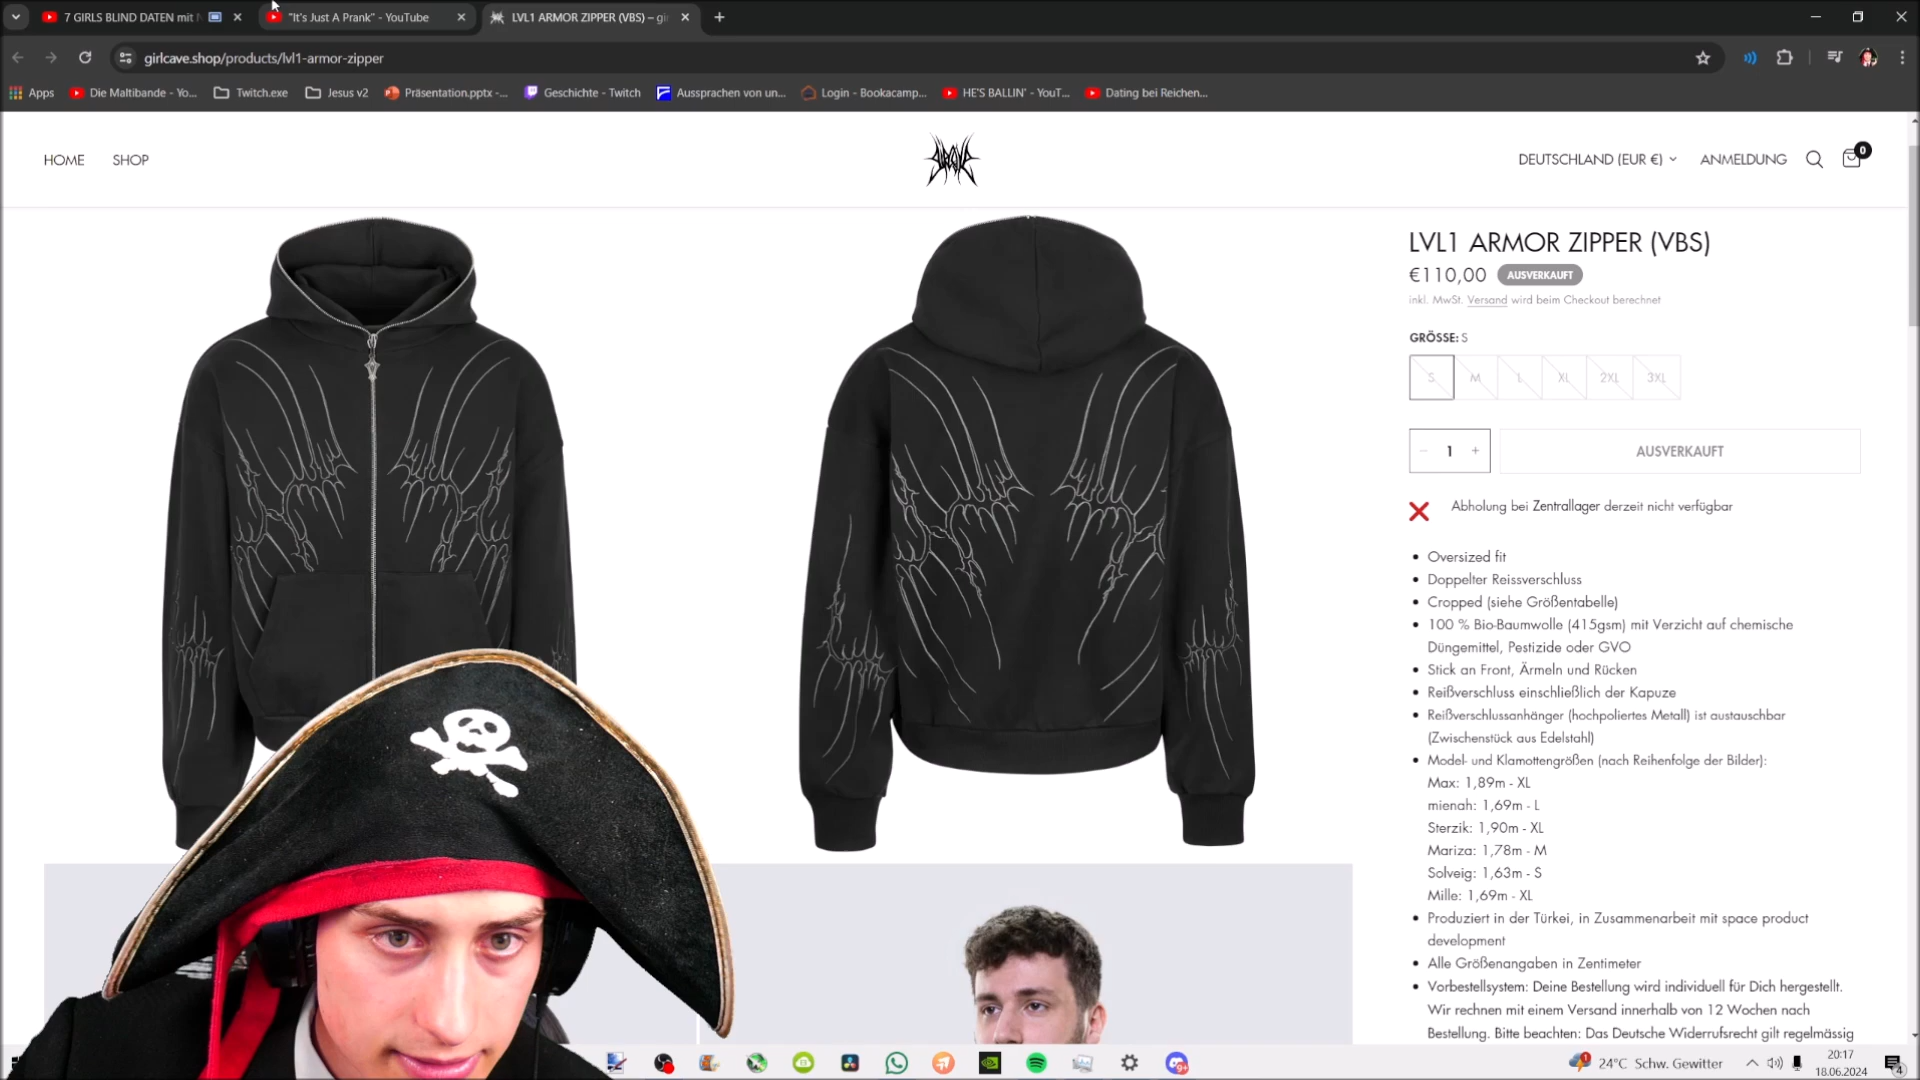 7 GIRLS BLIND DATEN mit
"It's Just A Prank" - YouTube
LVL1 ARMOR ZIPPER (VBS) – gi
girlcave.shop/products/lvl1-armor-zipper
Apps
Die Maltibande - Yo...
Twitch.exe
Jesus v2
Präsentation.pptx -...
Geschichte - Twitch
Aussprachen von un...
Login - Bookacamp...
HE'S BALLIN' - YouT...
Dating bei Reichen...
HOME
SHOP
DEUTSCHLAND (EUR €)
ANMELDUNG
0
LVL1 ARMOR ZIPPER (VBS)
€110,00 AUSVERKAUFT
inkl. MwSt. Versand wird beim Checkout berechnet
GRÖSSE: S
S M L XL 2XL 3XL
− 1 + AUSVERKAUFT
Abholung bei Zentrallager derzeit nicht verfügbar
Oversized fit
Doppelter Reissverschluss
Cropped (siehe Größentabelle)
100 % Bio-Baumwolle (415gsm) mit Verzicht auf chemische
Düngemittel, Pestizide oder GVO
Stick an Front, Ärmeln und Rücken
Reißverschluss einschließlich der Kapuze
Reißverschlussanhänger (hochpoliertes Metall) ist austauschbar
(Zwischenstück aus Edelstahl)
Model- und Klamottengrößen (nach Reihenfolge der Bilder):
Max: 1,89m - XL
mienah: 1,69m - L
Sterzik: 1,90m - XL
Mariza: 1,78m - M
Solveig: 1,63m - S
Mille: 1,69m - XL
Produziert in der Türkei, in Zusammenarbeit mit space product
development
Alle Größenangaben in Zentimeter
Vorbestellsystem: Deine Bestellung wird individuell für Dich hergestellt.
Wir rechnen mit einem Versand innerhalb von 12 Wochen nach
Bestellung. Bitte beachten: Das Deutsche Widerrufsrecht gilt regelmässig
9+
1
24°C Schw. Gewitter
20:17
18.06.2024
4